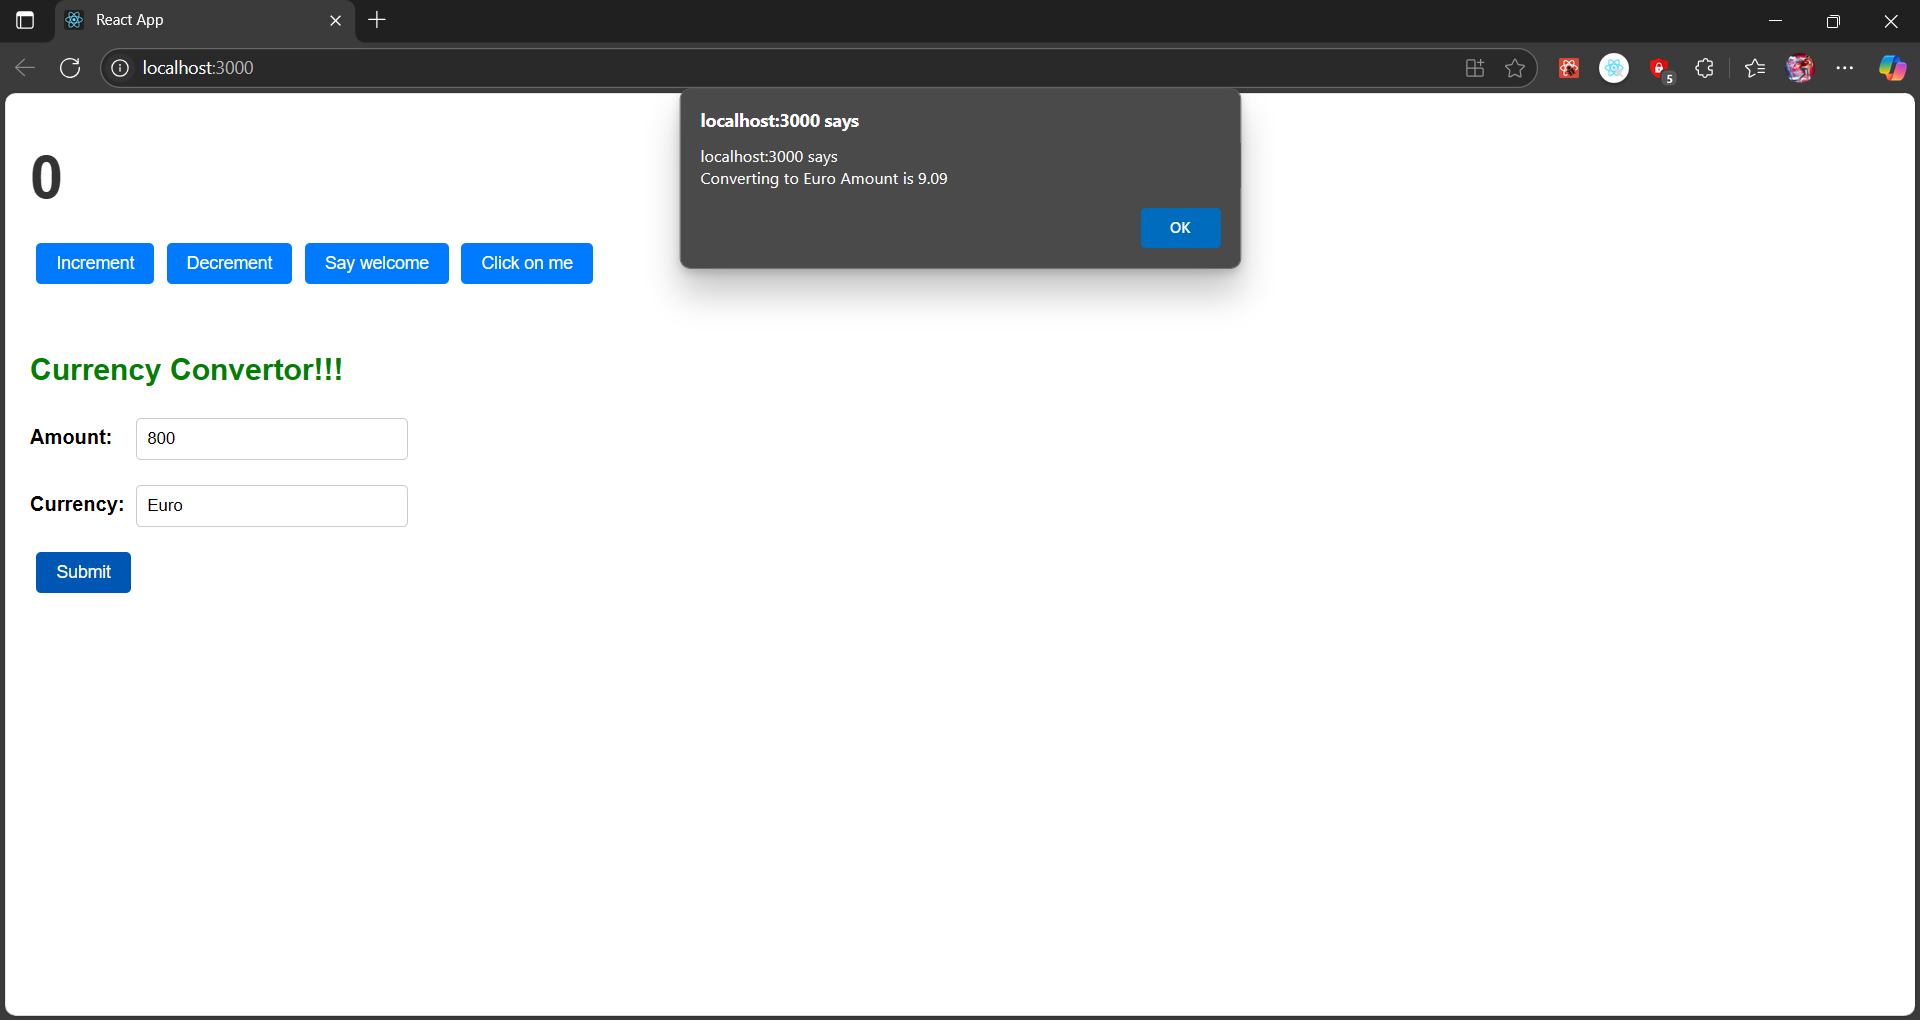 React App
localhost:3000
5
localhost:3000 says
localhost:3000 says
Converting to Euro Amount is 9.09
OK
0
Increment Decrement Say welcome Click on me
Currency Convertor!!!
Amount: 800
Currency: Euro
Submit